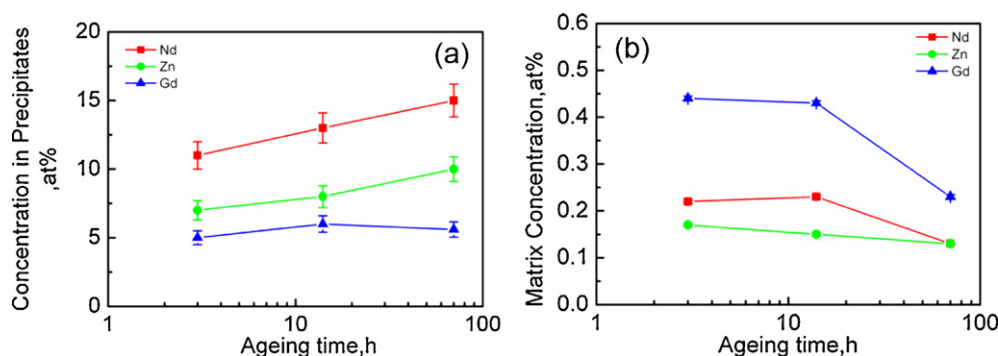 (a)
Nd
Zn
Gd
Concentration in Precipitates
,at%
20
15
10
5
0
1
10
100
Ageing time,h
(b)
Nd
Zn
Gd
Matrix Concentration,at%
0.6
0.5
0.4
0.3
0.2
0.1
0.0
1
10
100
Ageing time,h